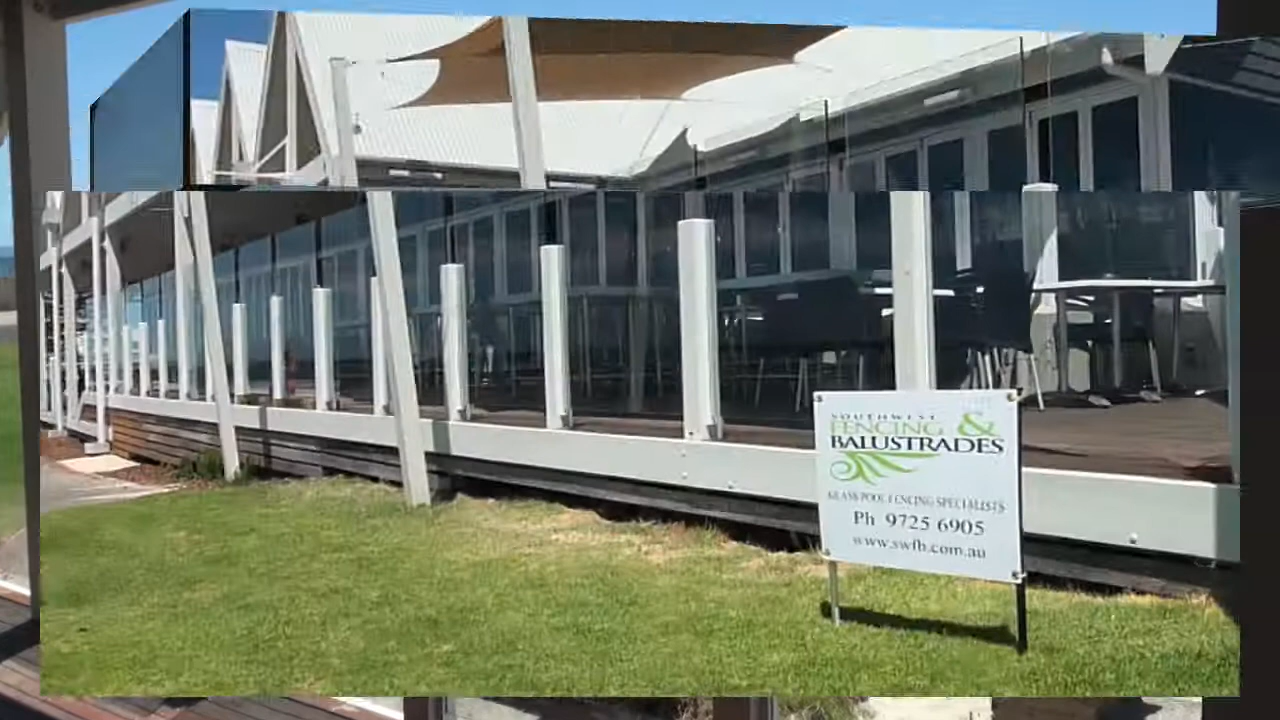 SOUTHWEST
FENCING &
BALUSTRADES
GLASS POOL FENCING SPECIALISTS
Ph 9725 6905
www.swfb.com.au